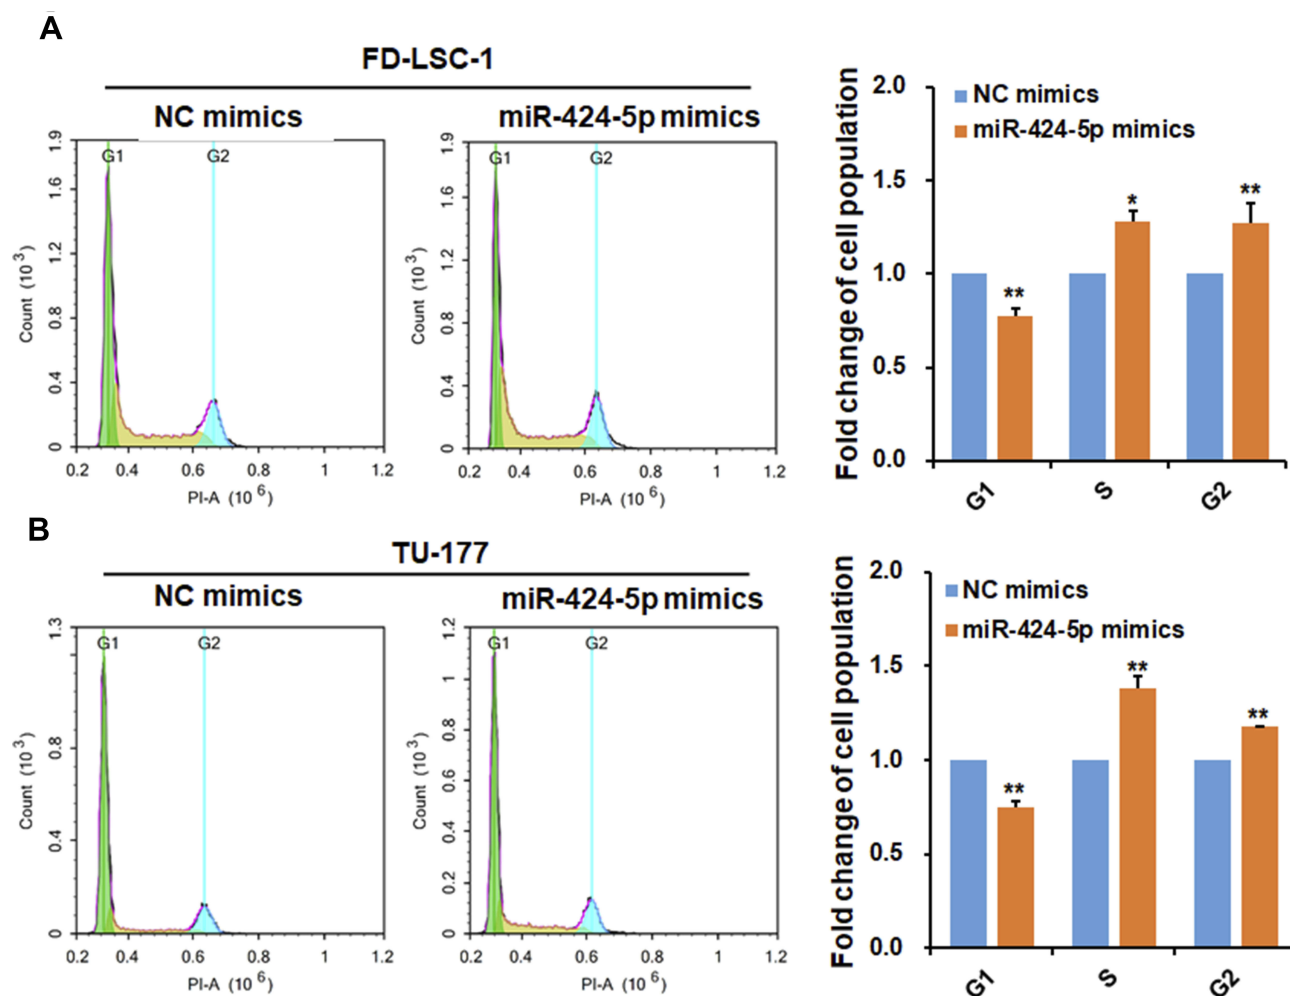 A
FD-LSC-1
NC mimics
miR-424-5p mimics
G1
G2
1.9
1.6
1.2
0.8
0.4
0
Count (10 3)
0.2
0.4
0.6
0.8
1
1.2
PI-A (10 6)
G1
G2
1.9
1.6
1.2
0.8
0.4
0
Count (10 3)
0.2
0.4
0.6
0.8
1
1.2
PI-A (10 6)
Fold change of cell population
2.0
1.5
1.0
0.5
0.0
NC mimics
miR-424-5p mimics
**
*
**
G1
S
G2
B
TU-177
NC mimics
miR-424-5p mimics
G1
G2
1.3
0.8
0.4
0
Count (10 3)
0.2
0.4
0.6
0.8
1
1.2
PI-A (10 6)
G1
G2
1.2
1
0.8
0.6
0.4
0.2
0
Count (10 3)
0.2
0.4
0.6
0.8
1
1.2
PI-A (10 6)
Fold change of cell population
2.0
1.5
1.0
0.5
0.0
NC mimics
miR-424-5p mimics
**
**
**
G1
S
G2